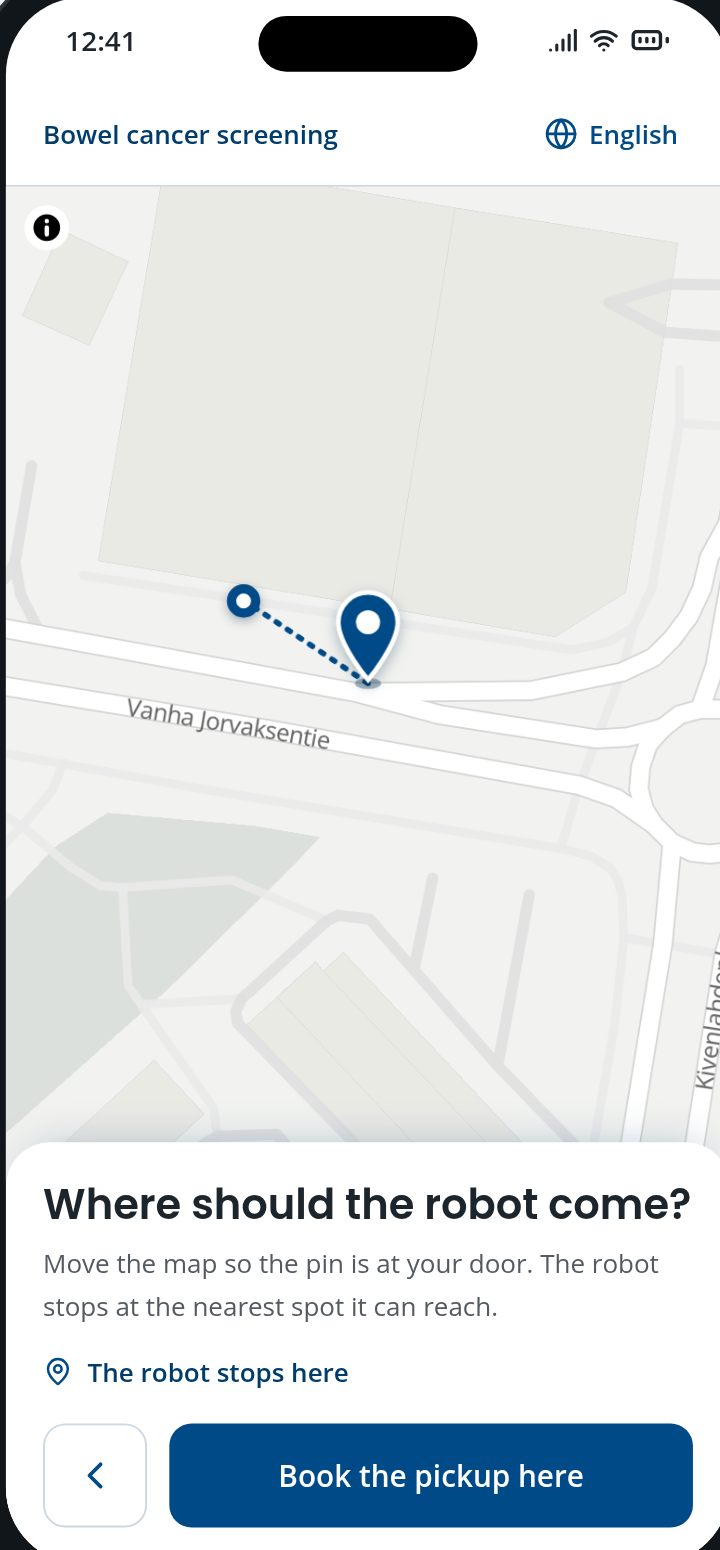 12:41
Bowel cancer screening
English
Vanha Jorvaksentie
Where should the robot come?
Move the map so the pin is at your door. The robot
stops at the nearest spot it can reach.
The robot stops here
Book the pickup here